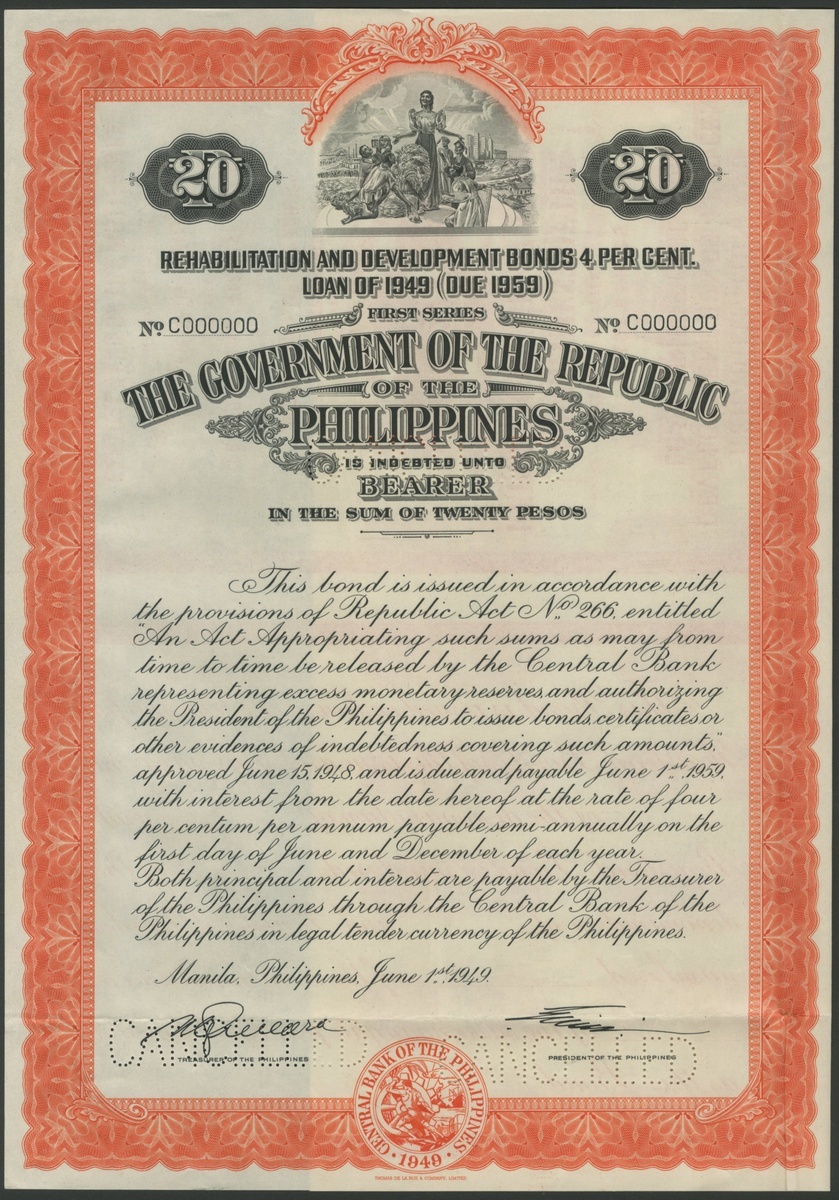 20 20
REHABILITATION AND DEVELOPMENT BONDS 4 PER CENT.
LOAN OF 1949 (DUE 1959)
FIRST SERIES
No C000000 No C000000
THE GOVERNMENT OF THE REPUBLIC
OF THE
PHILIPPINES
IS INDEBTED UNTO
BEARER
IN THE SUM OF TWENTY PESOS
This bond is issued in accordance with
the provisions of Republic Act No. 266, entitled
"An Act Appropriating such sums as may from
time to time be released by the Central Bank
representing excess monetary reserves, and authorizing
the President of the Philippines to issue bonds, certificates or
other evidences of indebtedness covering such amounts,"
approved June 15, 1948, and is due and payable June 1st, 1959,
with interest from the date hereof at the rate of four
per centum per annum payable semi-annually on the
first day of June and December of each year.
Both principal and interest are payable by the Treasurer
of the Philippines through the Central Bank of the
Philippines in legal tender currency of the Philippines.
Manila, Philippines, June 1st, 1949.
CANCELLED CANCELLED
TREASURER OF THE PHILIPPINES PRESIDENT OF THE PHILIPPINES
CENTRAL BANK OF THE PHILIPPINES
· 1949 ·
THOMAS DE LA RUE & COMPANY, LIMITED